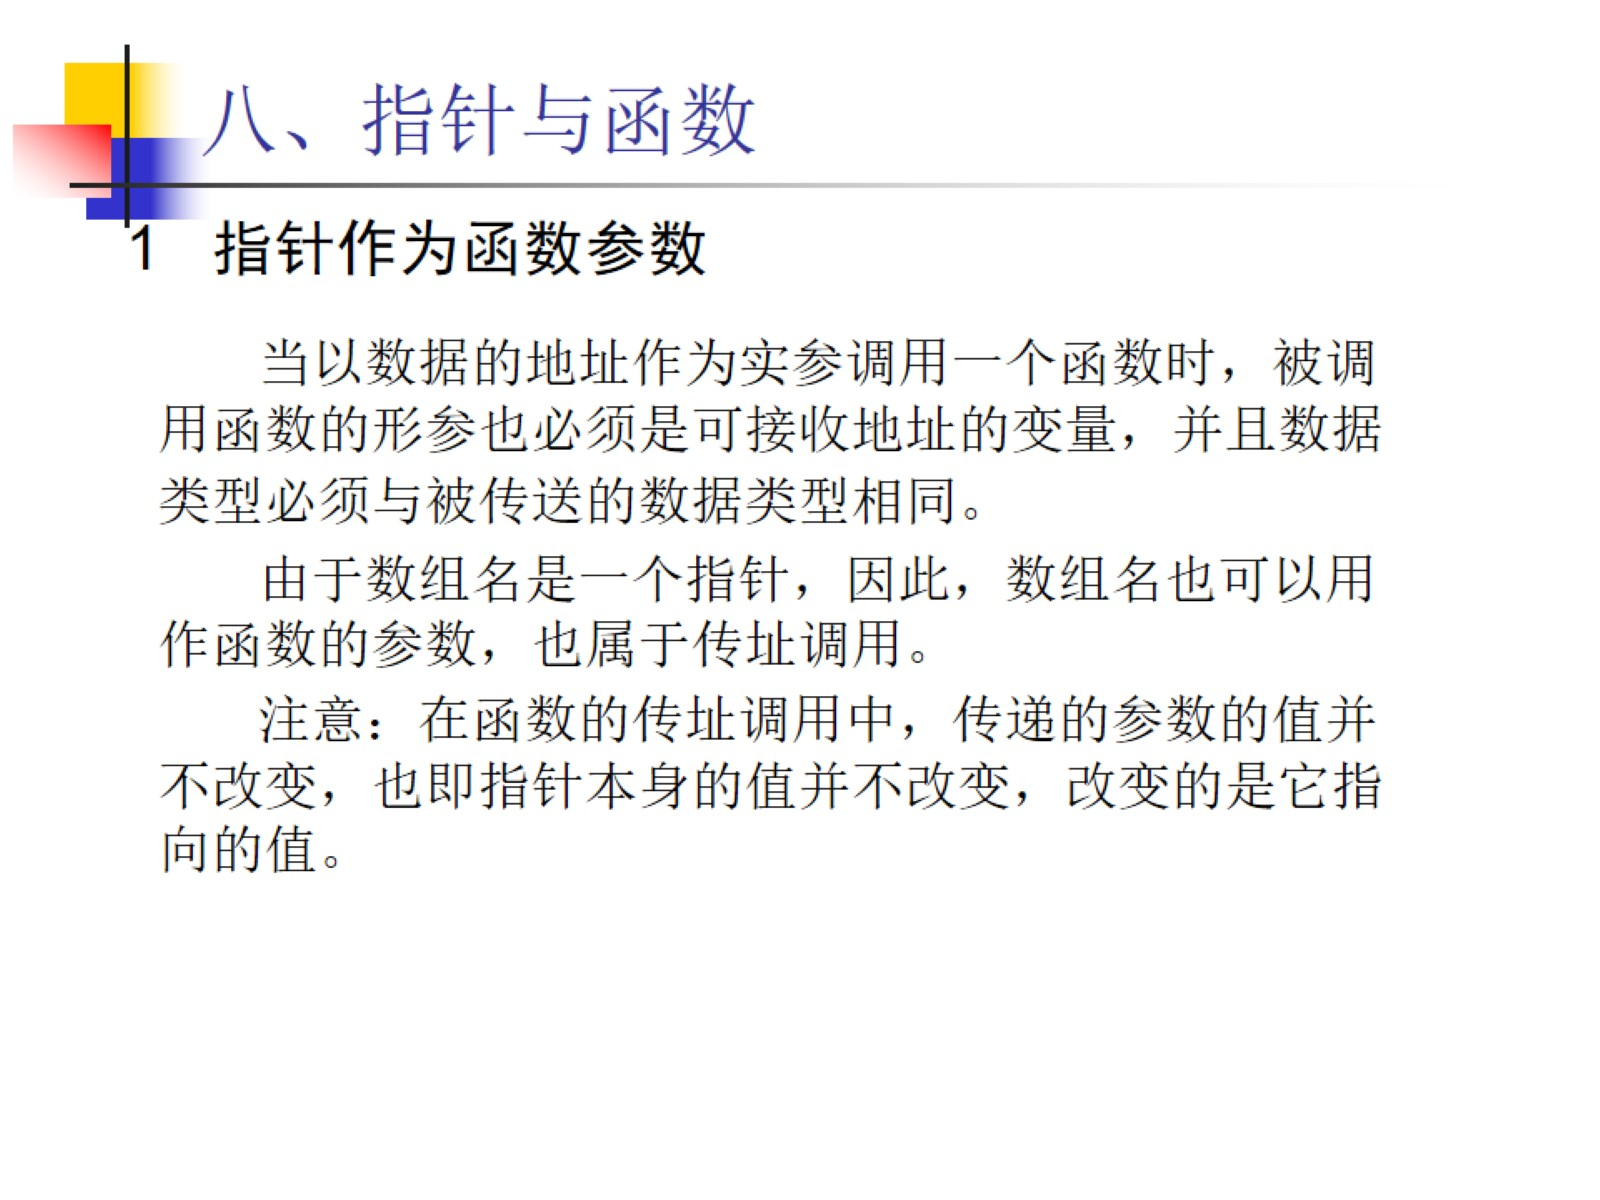 八、指针与函数
1 指针作为函数参数
当以数据的地址作为实参调用一个函数时，被调
用函数的形参也必须是可接收地址的变量，并且数据
类型必须与被传送的数据类型相同。
由于数组名是一个指针，因此，数组名也可以用
作函数的参数，也属于传址调用。
注意：在函数的传址调用中，传递的参数的值并
不改变，也即指针本身的值并不改变，改变的是它指
向的值。